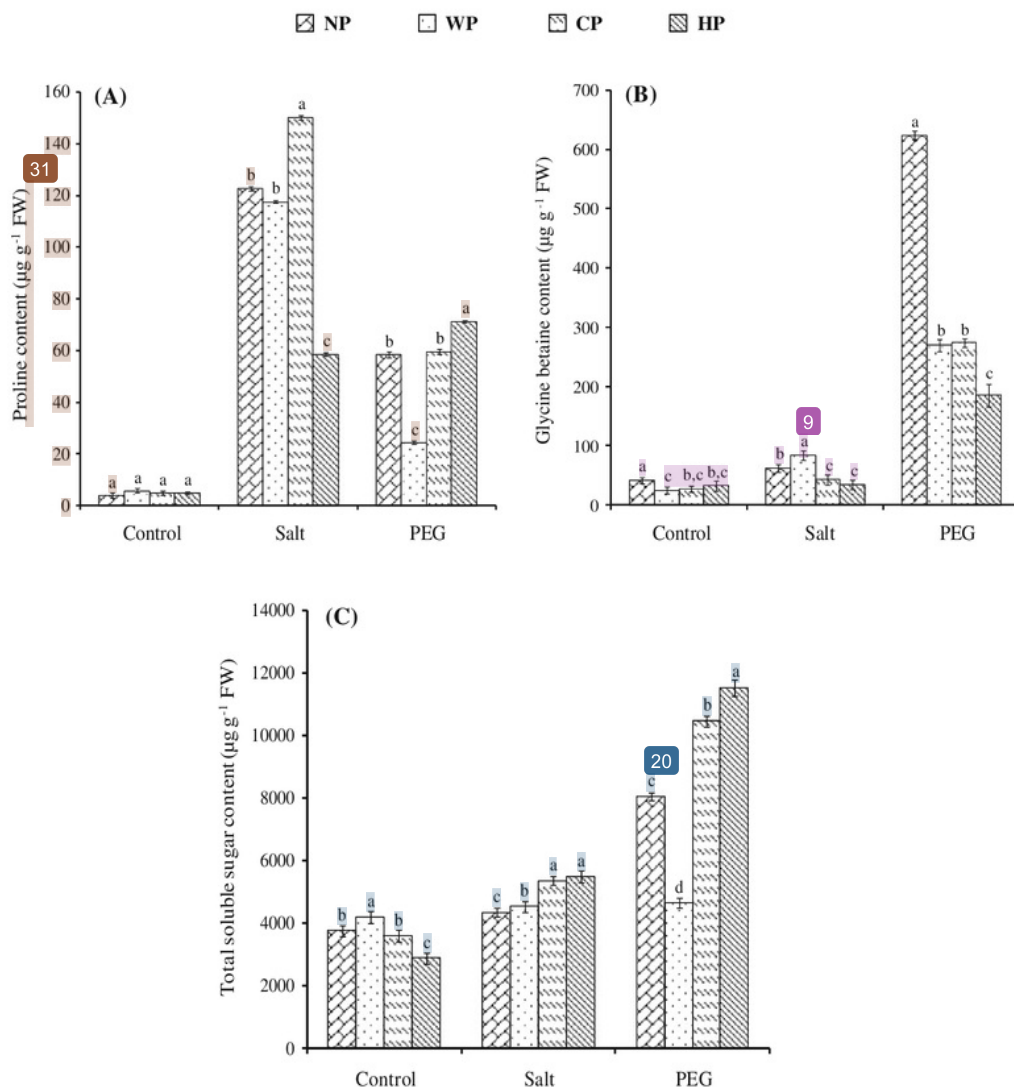 NP WP CP HP
(A)
Proline content (µg g⁻¹ FW)
160
140
120
100
80
60
40
20
0
31
a a a a
b b a c
b c b a
Control Salt PEG
(B)
Glycine betaine content (µg g⁻¹ FW)
700
600
500
400
300
200
100
0
9
a c b,c b,c
b a c c
a b b c
Control Salt PEG
(C)
Total soluble sugar content (µg g⁻¹ FW)
14000
12000
10000
8000
6000
4000
2000
0
20
b a b c
c b a a
c d b a
Control Salt PEG